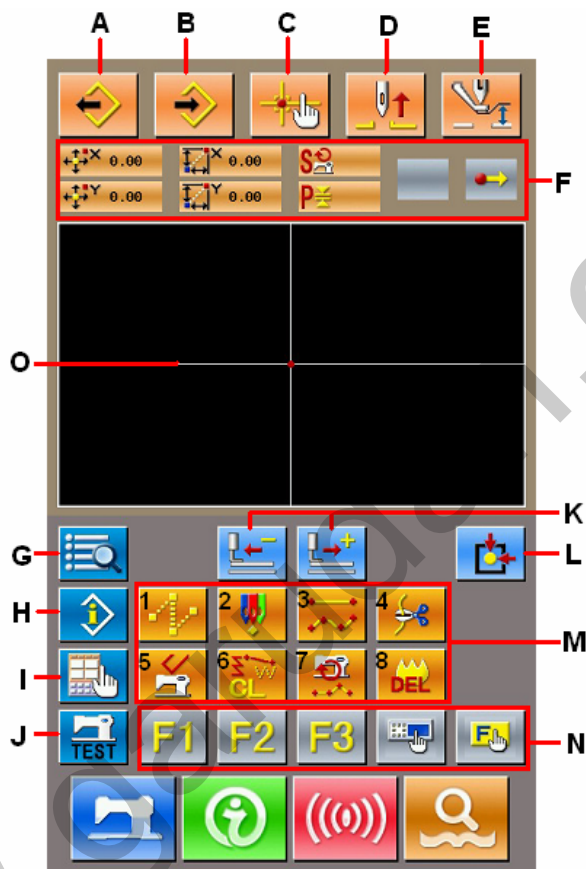 A B C D E
X 0.00 X 0.00 S
Y 0.00 Y 0.00 P
F
O
K
G L
H 1 2 3 4
M
I 5 6 CL 7 8 DEL
J TEST F1 F2 F3 F N